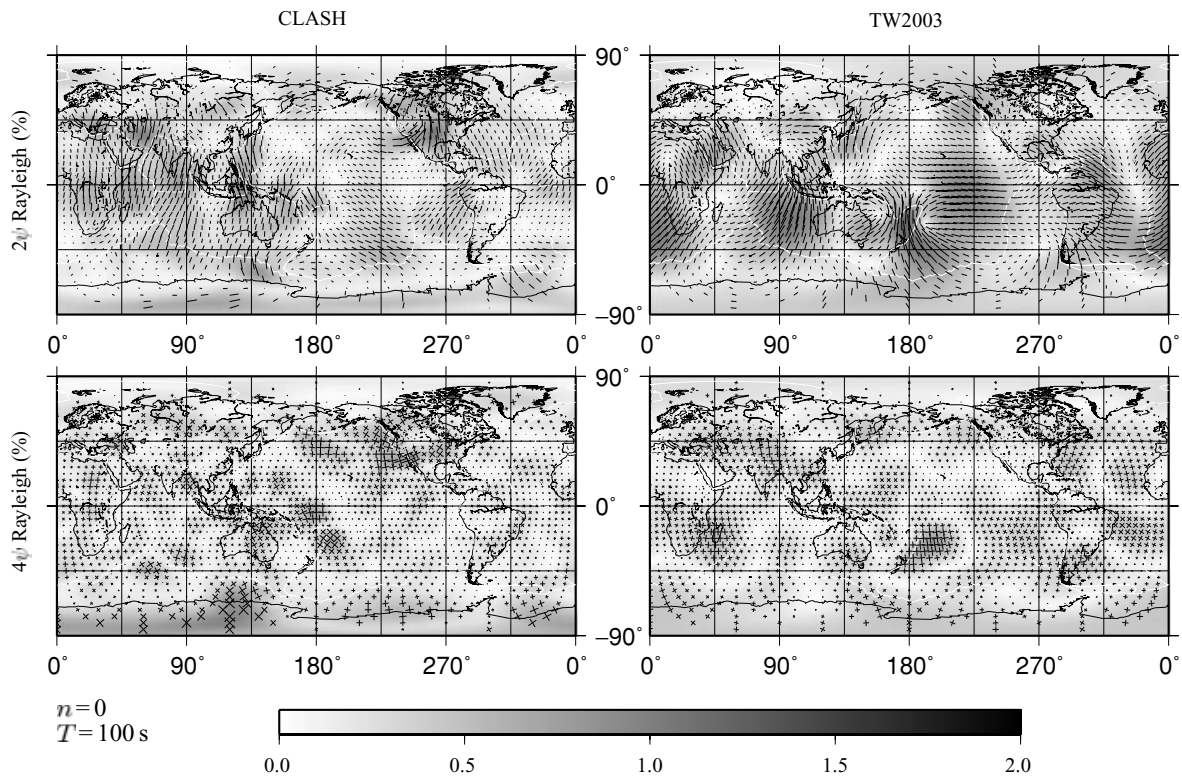 CLASH TW2003
2ψ Rayleigh (%)
90˚
0˚
−90˚
0˚ 90˚ 180˚ 270˚ 0˚ 0˚ 90˚ 180˚ 270˚ 0˚
4ψ Rayleigh (%)
90˚
0˚
−90˚
0˚ 90˚ 180˚ 270˚ 0˚ 0˚ 90˚ 180˚ 270˚ 0˚
n = 0
T = 100 s
0.0 0.5 1.0 1.5 2.0